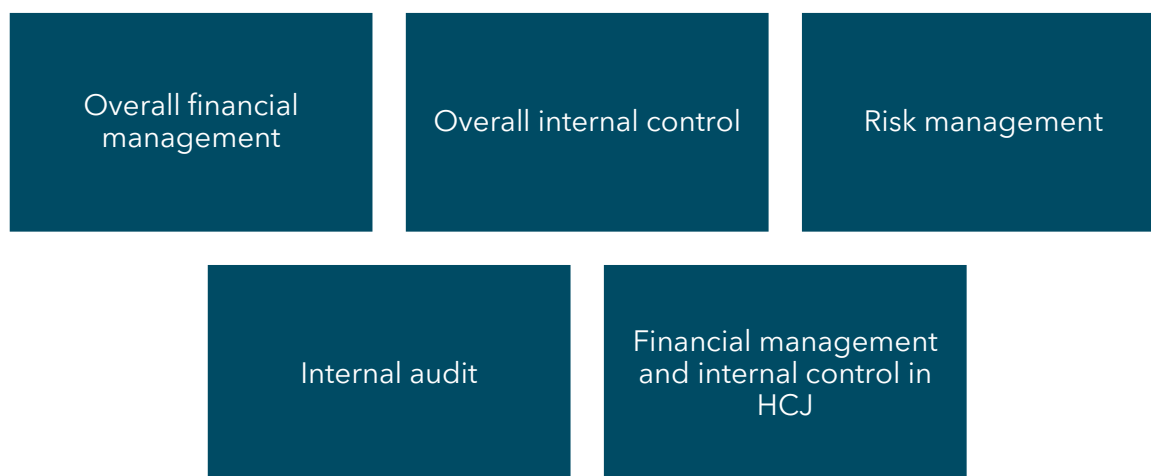 Overall financial
management
Overall internal control
Risk management
Internal audit
Financial management
and internal control in
HCJ